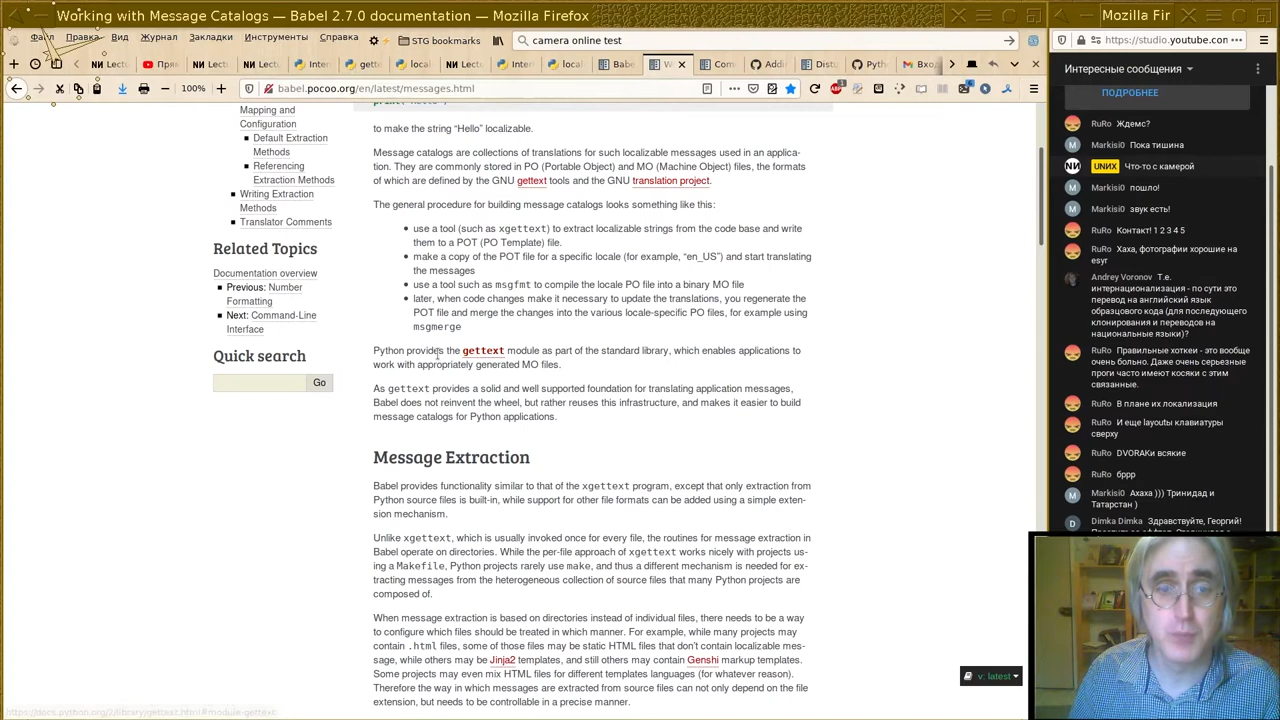 Working with Message Catalogs — Babel 2.7.0 documentation — Mozilla Firefox
Mozilla Fir
Файл Правка Вид Журнал Закладки Инструменты Справка
STG bookmarks
camera online test
https://studio.youtube.con
100%
babel.pocoo.org/en/latest/messages.html
Интересные сообщения
ПОДРОБНЕЕ
Mapping and
Configuration
Default Extraction
Methods
Referencing
Extraction Methods
Writing Extraction
Methods
Translator Comments
Related Topics
Documentation overview
Previous: Number
Formatting
Next: Command-Line
Interface
Quick search
Go
to make the string “Hello” localizable.
Message catalogs are collections of translations for such localizable messages used in an applica-
tion. They are commonly stored in PO (Portable Object) and MO (Machine Object) files, the formats
of which are defined by the GNU gettext tools and the GNU translation project.
The general procedure for building message catalogs looks something like this:
use a tool (such as xgettext) to extract localizable strings from the code base and write
them to a POT (PO Template) file.
make a copy of the POT file for a specific locale (for example, “en_US”) and start translating
the messages
use a tool such as msgfmt to compile the locale PO file into a binary MO file
later, when code changes make it necessary to update the translations, you regenerate the
POT file and merge the changes into the various locale-specific PO files, for example using
msgmerge
Python provides the gettext module as part of the standard library, which enables applications to
work with appropriately generated MO files.
As gettext provides a solid and well supported foundation for translating application messages,
Babel does not reinvent the wheel, but rather reuses this infrastructure, and makes it easier to build
message catalogs for Python applications.
Message Extraction
Babel provides functionality similar to that of the xgettext program, except that only extraction from
Python source files is built-in, while support for other file formats can be added using a simple exten-
sion mechanism.
Unlike xgettext, which is usually invoked once for every file, the routines for message extraction in
Babel operate on directories. While the per-file approach of xgettext works nicely with projects us-
ing a Makefile, Python projects rarely use make, and thus a different mechanism is needed for ex-
tracting messages from the heterogeneous collection of source files that many Python projects are
composed of.
When message extraction is based on directories instead of individual files, there needs to be a way
to configure which files should be treated in which manner. For example, while many projects may
contain .html files, some of those files may be static HTML files that don’t contain localizable mes-
sage, while others may be Jinja2 templates, and still others may contain Genshi markup templates.
Some projects may even mix HTML files for different templates languages (for whatever reason).
Therefore the way in which messages are extracted from source files can not only depend on the file
extension, but needs to be controllable in a precise manner.
v: latest
https://docs.python.org/2/library/gettext.html#module-gettext
RuRo Ждемс?
Markisi0 Пока тишина
UNИX Что-то с камерой
Markisi0 пошло!
Markisi0 звук есть!
RuRo Контакт! 1 2 3 4 5
RuRo Хаха, фотографии хорошие на
esyr
Andrey Voronov Т.е.
интернационализация - по
сути это
перевод на английский язык
образцового кода (для последующей
клонирования и переводов на
национальные языки)?
RuRo Правильные хоткеи - это вообще
очень больно. Даже очень серьезные
проги часто имеют косяки с этим
связанные.
RuRo В плане их локализация
RuRo И еще layoutы клавиатуры
сверху
RuRo DVORAKи всякие
RuRo бррр
Markisi0 Ахаха ))) Тринидад и
Татарстан )
Dimka Dimka Здравствуйте, Георгий!